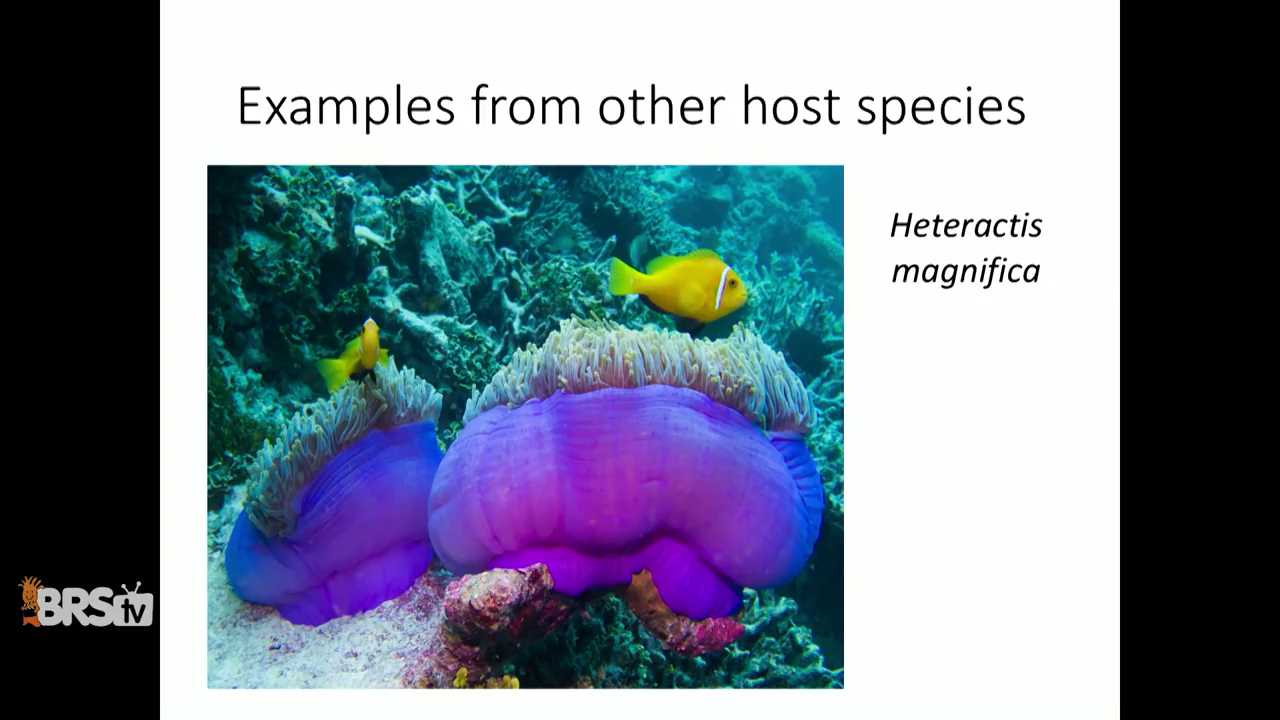 Examples from other host species
Heteractis
magnifica
BRStv